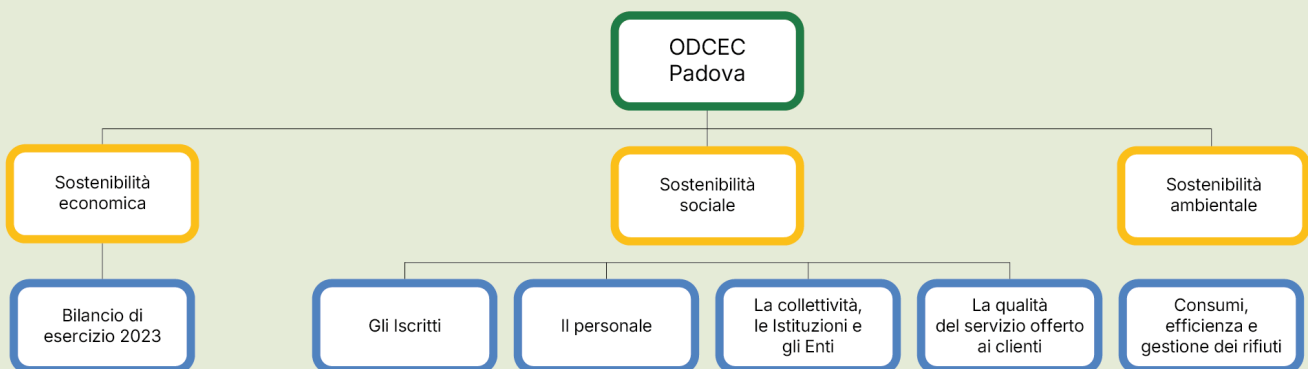 ODCEC
Padova
Sostenibilità
economica
Sostenibilità
sociale
Sostenibilità
ambientale
Bilancio di
esercizio 2023
Gli Iscritti
Il personale
La collettività,
le Istituzioni e
gli Enti
La qualità
del servizio offerto
ai clienti
Consumi,
efficienza e
gestione dei rifiuti